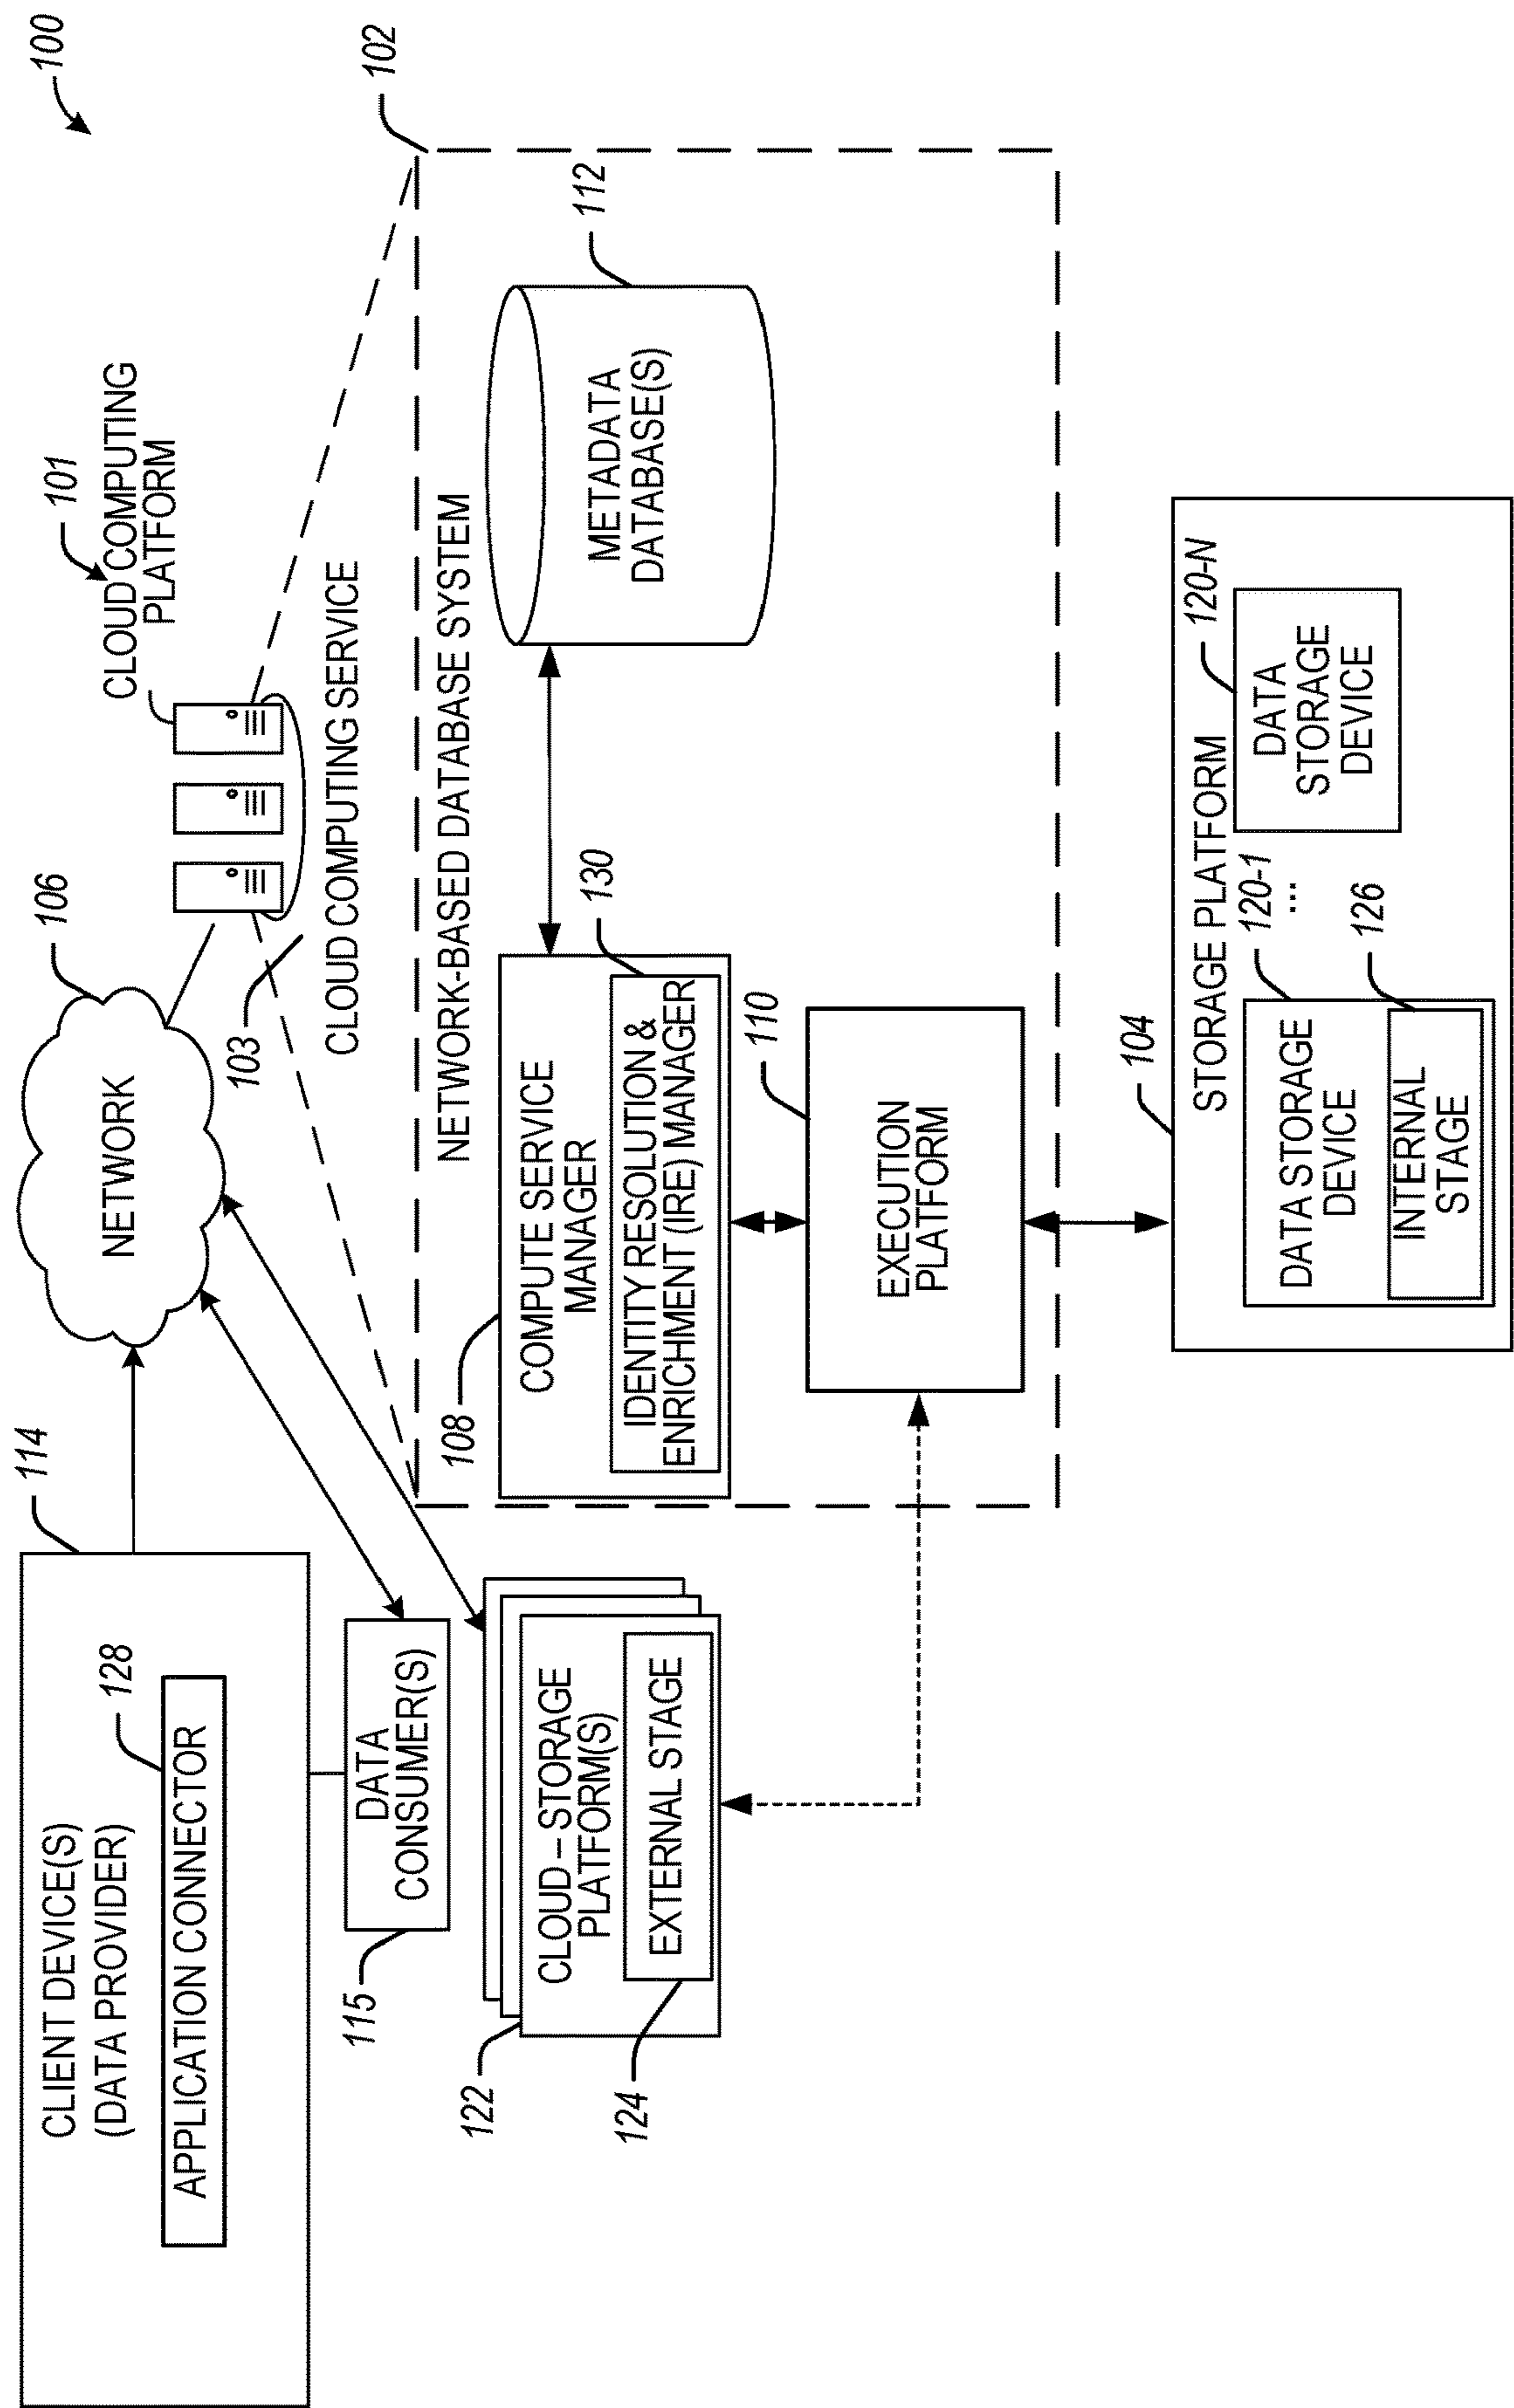 100
CLIENT DEVICE(S)
(DATA PROVIDER)
114
128
APPLICATION CONNECTOR
NETWORK
106
101
CLOUD COMPUTING
PLATFORM
DATA
CONSUMER(S)
115
103
CLOUD COMPUTING SERVICE
102
122
CLOUD–STORAGE
PLATFORM(S)
EXTERNAL STAGE
124
NETWORK-BASED DATABASE SYSTEM
108
COMPUTE SERVICE
MANAGER
130
IDENTITY RESOLUTION &
ENRICHMENT (IRE) MANAGER
112
METADATA
DATABASE(S)
110
EXECUTION
PLATFORM
104
STORAGE PLATFORM
120-1
120-N
DATA STORAGE
DEVICE
...
126
INTERNAL
STAGE
DATA
STORAGE
DEVICE